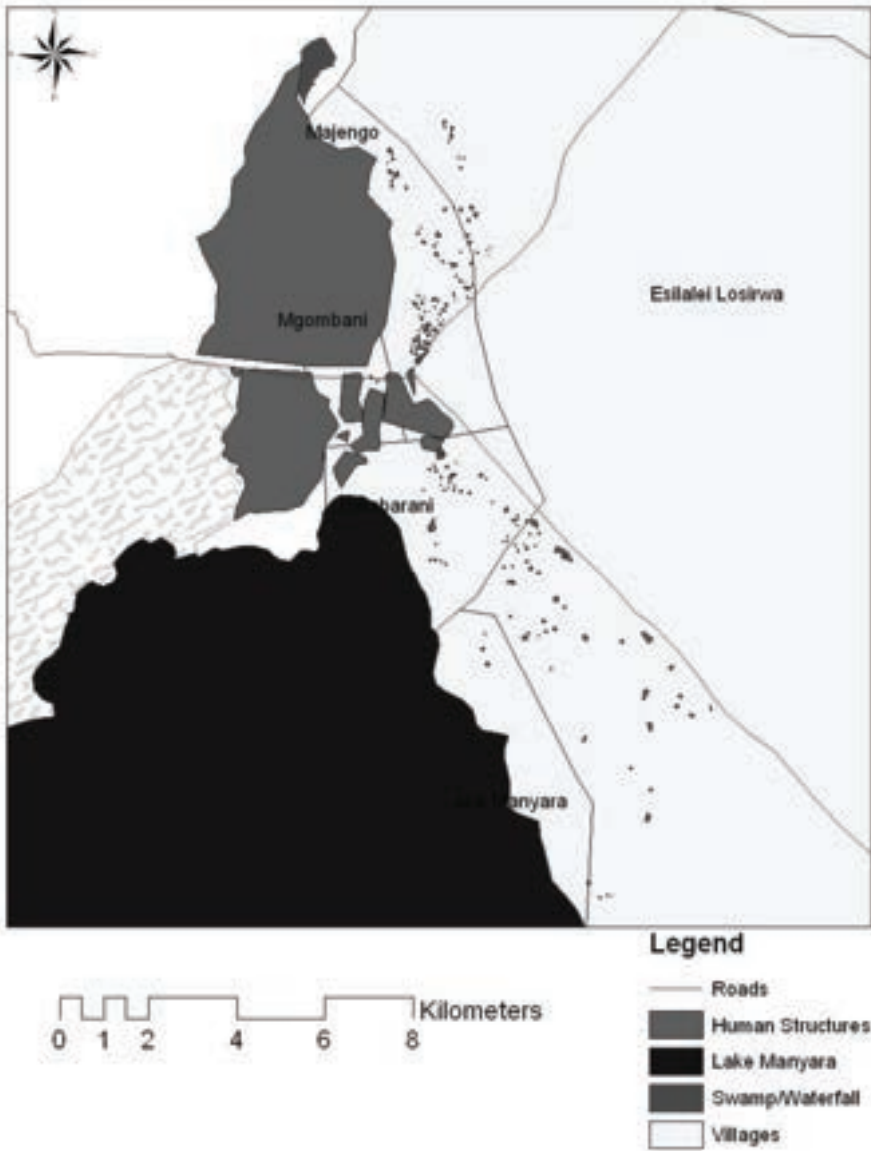 Majengo
Esilalei Losirwa
Mgombani
barani
Manyara
Legend
Roads
Human Structures
Lake Manyara
Swamp/Waterfall
Villages
Kilometers
0 1 2 4 6 8